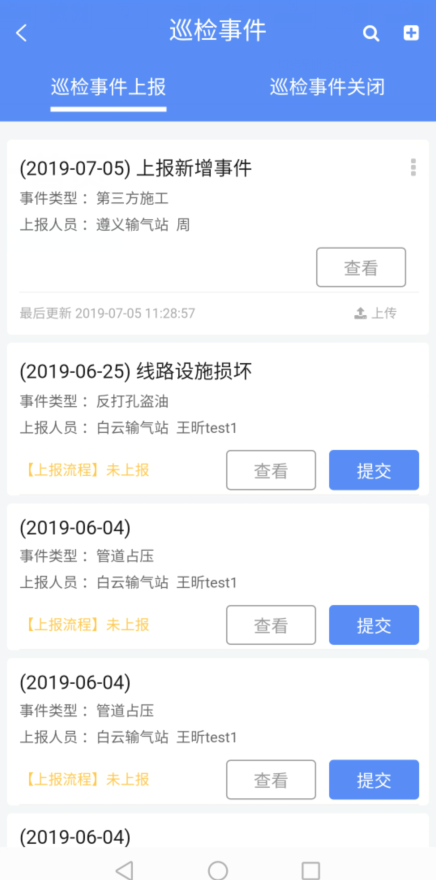 巡检事件
巡检事件上报 巡检事件关闭
(2019-07-05) 上报新增事件
事件类型： 第三方施工
上报人员： 遵义输气站 周
查看
最后更新 2019-07-05 11:28:57 上传
(2019-06-25) 线路设施损坏
事件类型： 反打孔盗油
上报人员： 白云输气站 王昕test1
【上报流程】未上报 查看 提交
(2019-06-04)
事件类型： 管道占压
上报人员： 白云输气站 王昕test1
【上报流程】未上报 查看 提交
(2019-06-04)
事件类型： 管道占压
上报人员： 白云输气站 王昕test1
【上报流程】未上报 查看 提交
(2019-06-04)